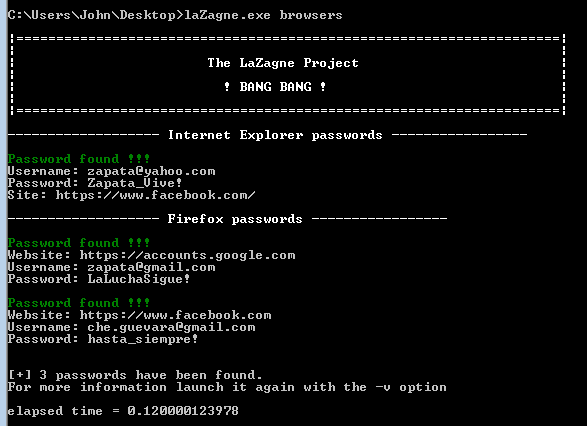 C:\Users\John\Desktop>laZagne.exe browsers
|====================================================================|
The LaZagne Project
! BANG BANG !
|====================================================================|
------------------- Internet Explorer passwords -----------------
Password found !!!
Username: zapata@yahoo.com
Password: Zapata_Vive!
Site: https://www.facebook.com/
------------------- Firefox passwords -----------------
Password found !!!
Website: https://accounts.google.com
Username: zapata@gmail.com
Password: LaLuchaSigue!
Password found !!!
Website: https://www.facebook.com
Username: che.guevara@gmail.com
Password: hasta_siempre!
[+] 3 passwords have been found.
For more information launch it again with the -v option
elapsed time = 0.120000123978